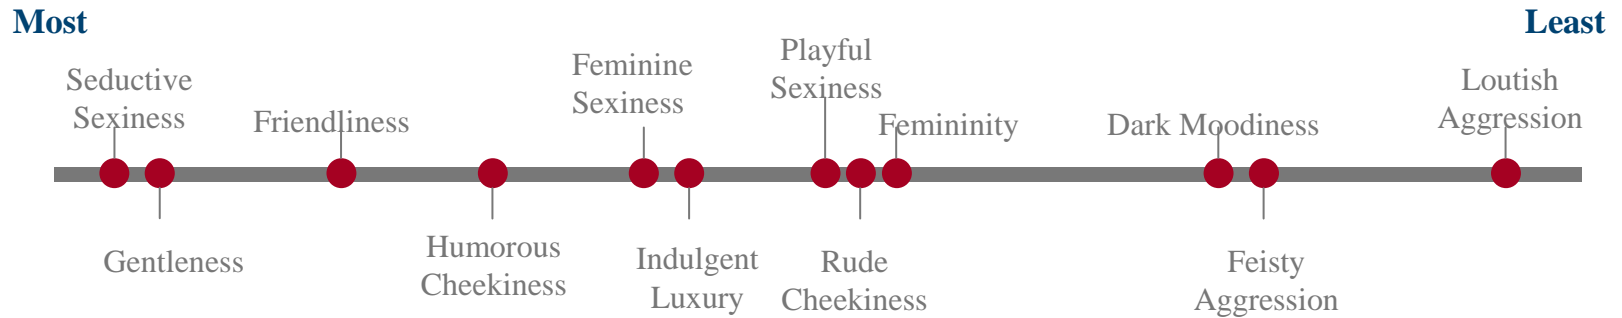 Most
Least
Seductive
Sexiness
Friendliness
Feminine
Sexiness
Playful
Sexiness
Femininity
Dark Moodiness
Loutish
Aggression
Gentleness
Humorous
Cheekiness
Indulgent
Luxury
Rude
Cheekiness
Feisty
Aggression